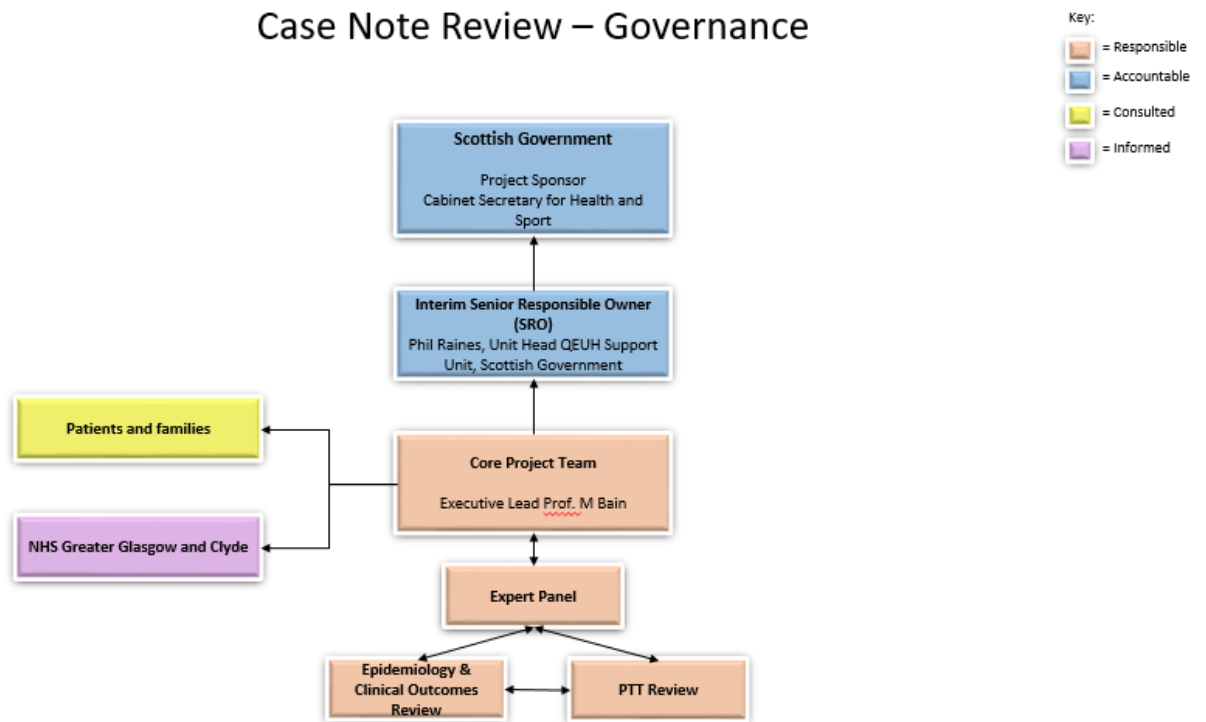 Case Note Review – Governance
Key:
= Responsible
= Accountable
= Consulted
= Informed
Scottish Government
Project Sponsor
Cabinet Secretary for Health and
Sport
Interim Senior Responsible Owner
(SRO)
Phil Raines, Unit Head QEUH Support
Unit, Scottish Government
Patients and families
Core Project Team
Executive Lead Prof. M Bain
NHS Greater Glasgow and Clyde
Expert Panel
Epidemiology &
Clinical Outcomes
Review
PTT Review